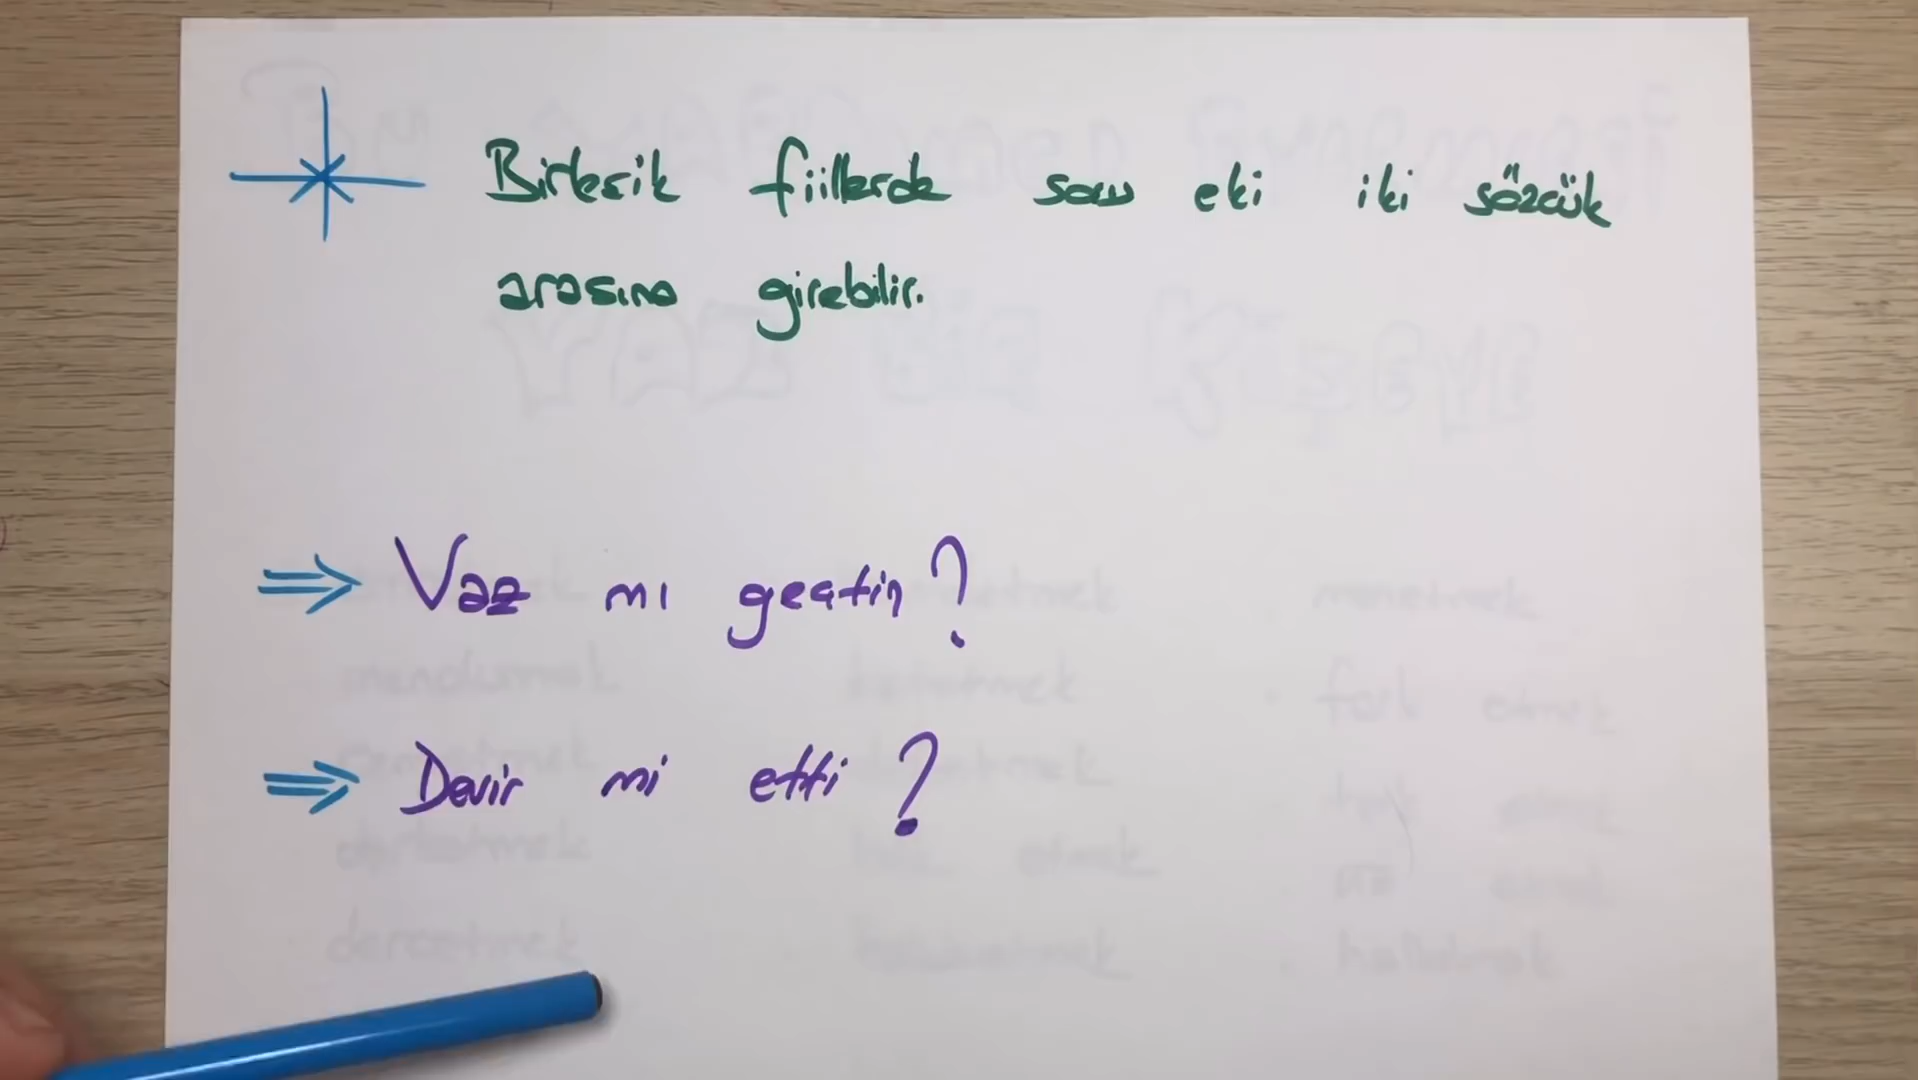 Birleşik fiillerde soru eki iki sözcük
arasına girebilir.
Vaz mı geçtin?
Devir mi etti?